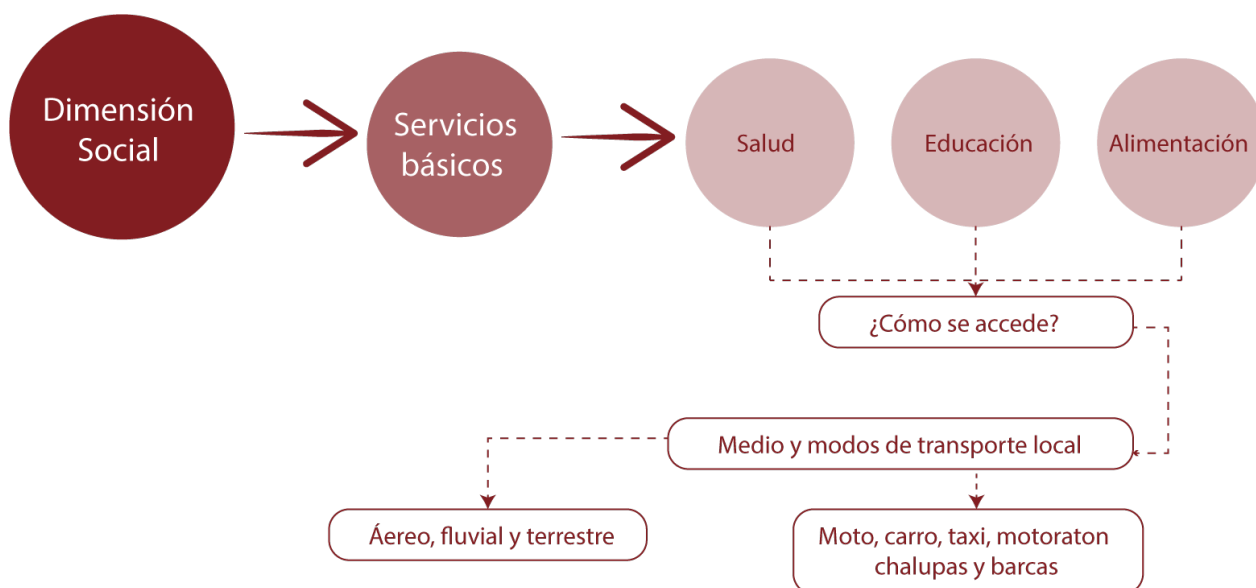 Dimensión
Social
Servicios
básicos
Salud
Educación
Alimentación
¿Cómo se accede?
Medio y modos de transporte local
Áereo, fluvial y terrestre
Moto, carro, taxi, motoraton
chalupas y barcas